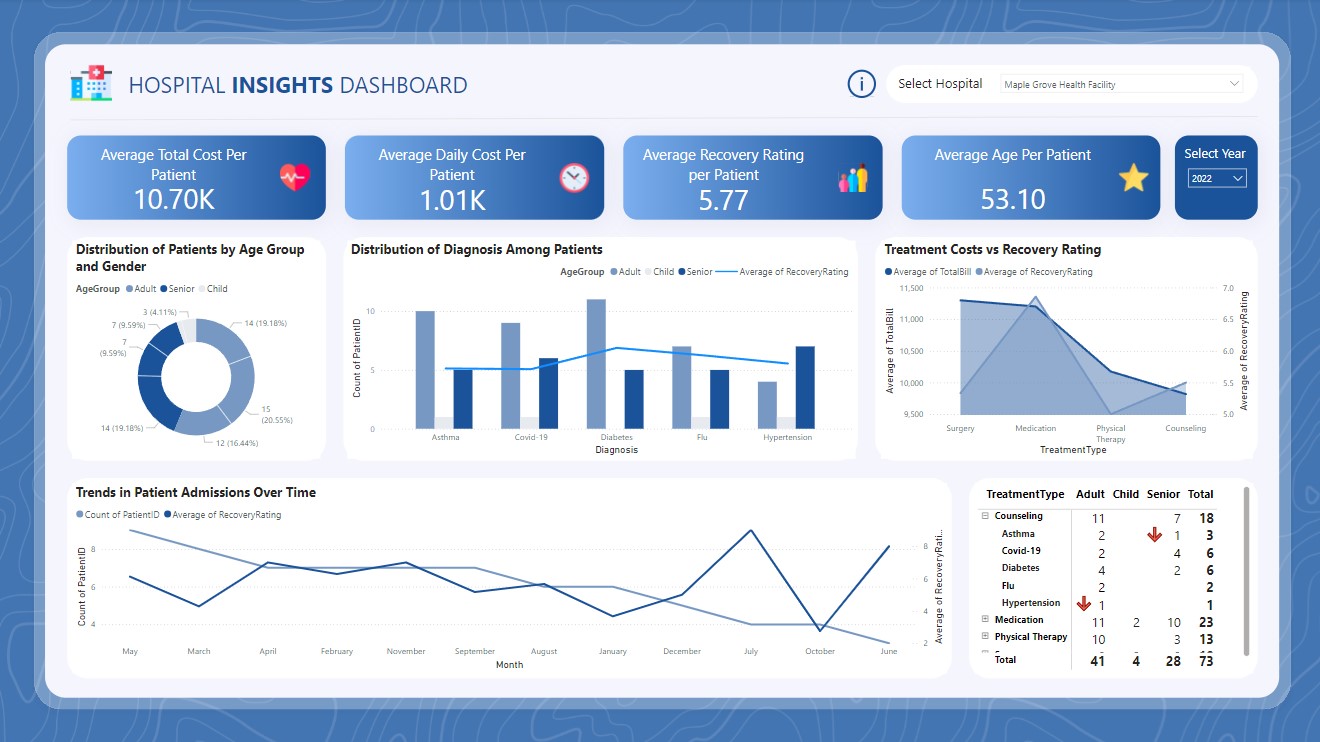 HOSPITAL INSIGHTS DASHBOARD
i
Select Hospital
Maple Grove Health Facility
Average Total Cost Per
Patient
10.70K
Average Daily Cost Per
Patient
1.01K
Average Recovery Rating
per Patient
5.77
Average Age Per Patient
53.10
Select Year
2022
Distribution of Patients by Age Group
and Gender
AgeGroup Adult Senior Child
3 (4.11%)
7 (9.59%)
7
(9.59%)
14 (19.18%)
14 (19.18%)
15
(20.55%)
12 (16.44%)
Distribution of Diagnosis Among Patients
AgeGroup Adult Child Senior Average of RecoveryRating
Count of PatientID
10
5
0
Asthma Covid-19 Diabetes Flu Hypertension
Diagnosis
Treatment Costs vs Recovery Rating
Average of TotalBill Average of RecoveryRating
Average of TotalBill
11,500
11,000
10,500
10,000
9,500
7.0
6.5
6.0
5.5
5.0
Average of RecoveryRating
Surgery Medication Physical Counseling
Therapy
TreatmentType
Trends in Patient Admissions Over Time
Count of PatientID Average of RecoveryRating
Count of PatientID
8
6
4
8
6
4
2
Average of RecoveryRati...
May March April February November September August January December July October June
Month
TreatmentType Adult Child Senior Total
Counseling 11 7 18
Asthma 2 1 3
Covid-19 2 4 6
Diabetes 4 2 6
Flu 2 2
Hypertension 1 1
Medication 11 2 10 23
Physical Therapy 10 3 13
Total 41 4 28 73